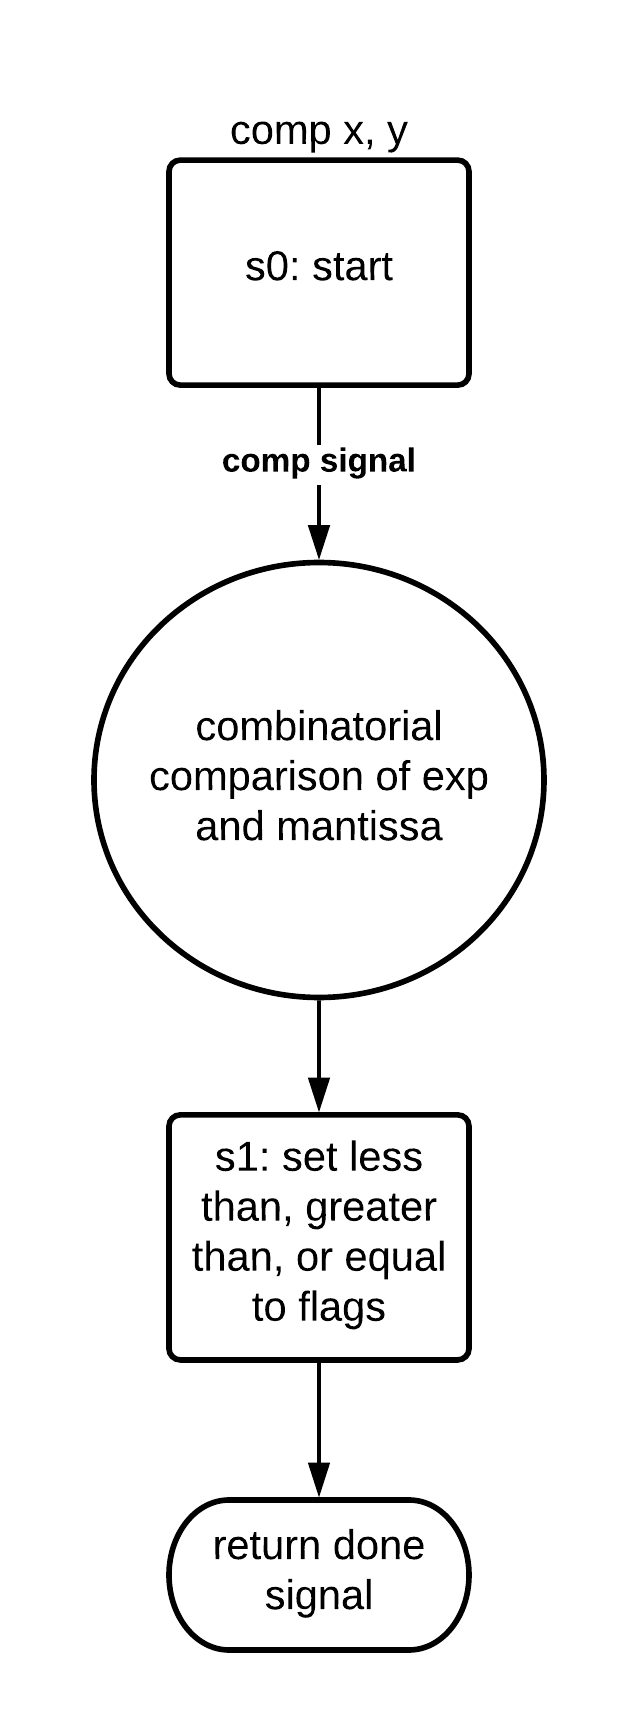 comp x, y
s0: start
comp signal
combinatorial
comparison of exp
and mantissa
s1: set less
than, greater
than, or equal
to flags
return done
signal